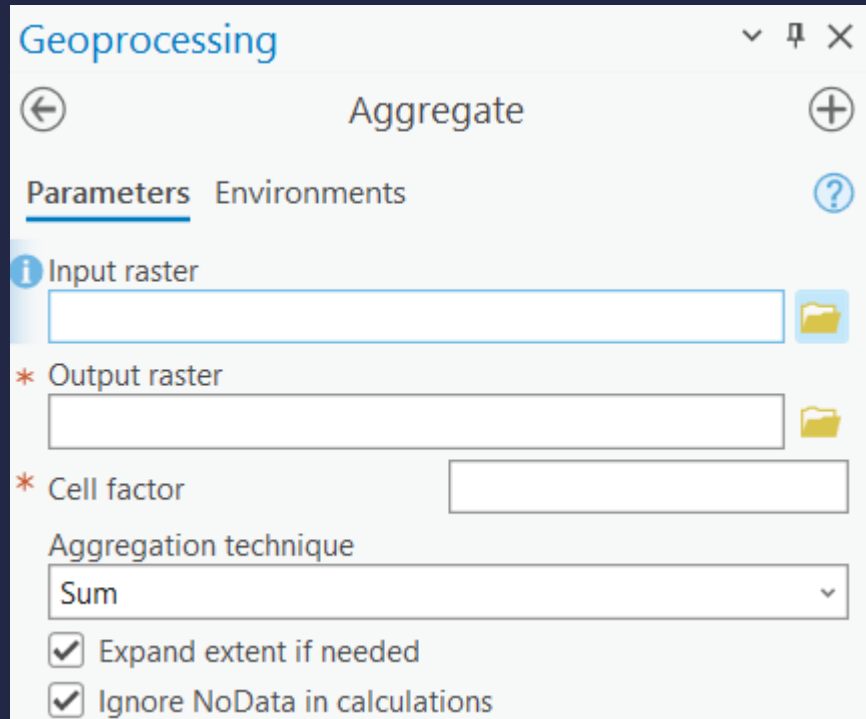 Geoprocessing
Aggregate
Parameters Environments
Input raster
* Output raster
* Cell factor
Aggregation technique
Sum
Expand extent if needed
Ignore NoData in calculations